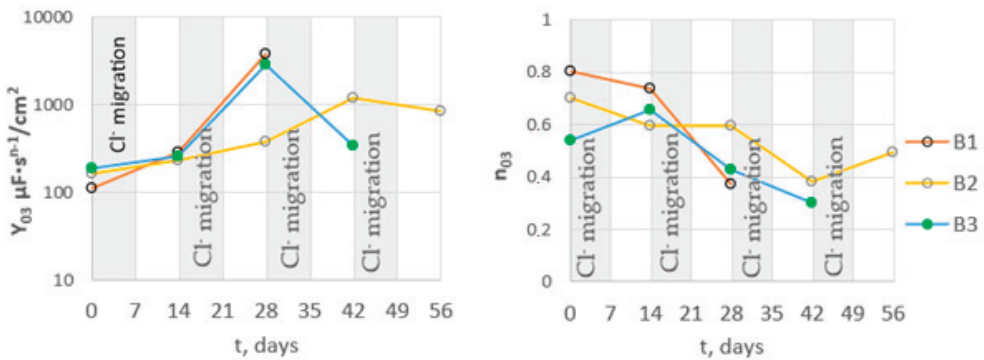 10000
1000
100
10
Y₀₃ µF•sⁿ⁻¹/cm²
Cl⁻ migration
Cl⁻ migration
Cl⁻ migration
Cl⁻ migration
0 7 14 21 28 35 42 49 56
t, days
1
0.8
0.6
0.4
0.2
0
n₀₃
Cl⁻ migration
Cl⁻ migration
Cl⁻ migration
Cl⁻ migration
0 7 14 21 28 35 42 49 56
t, days
B1
B2
B3